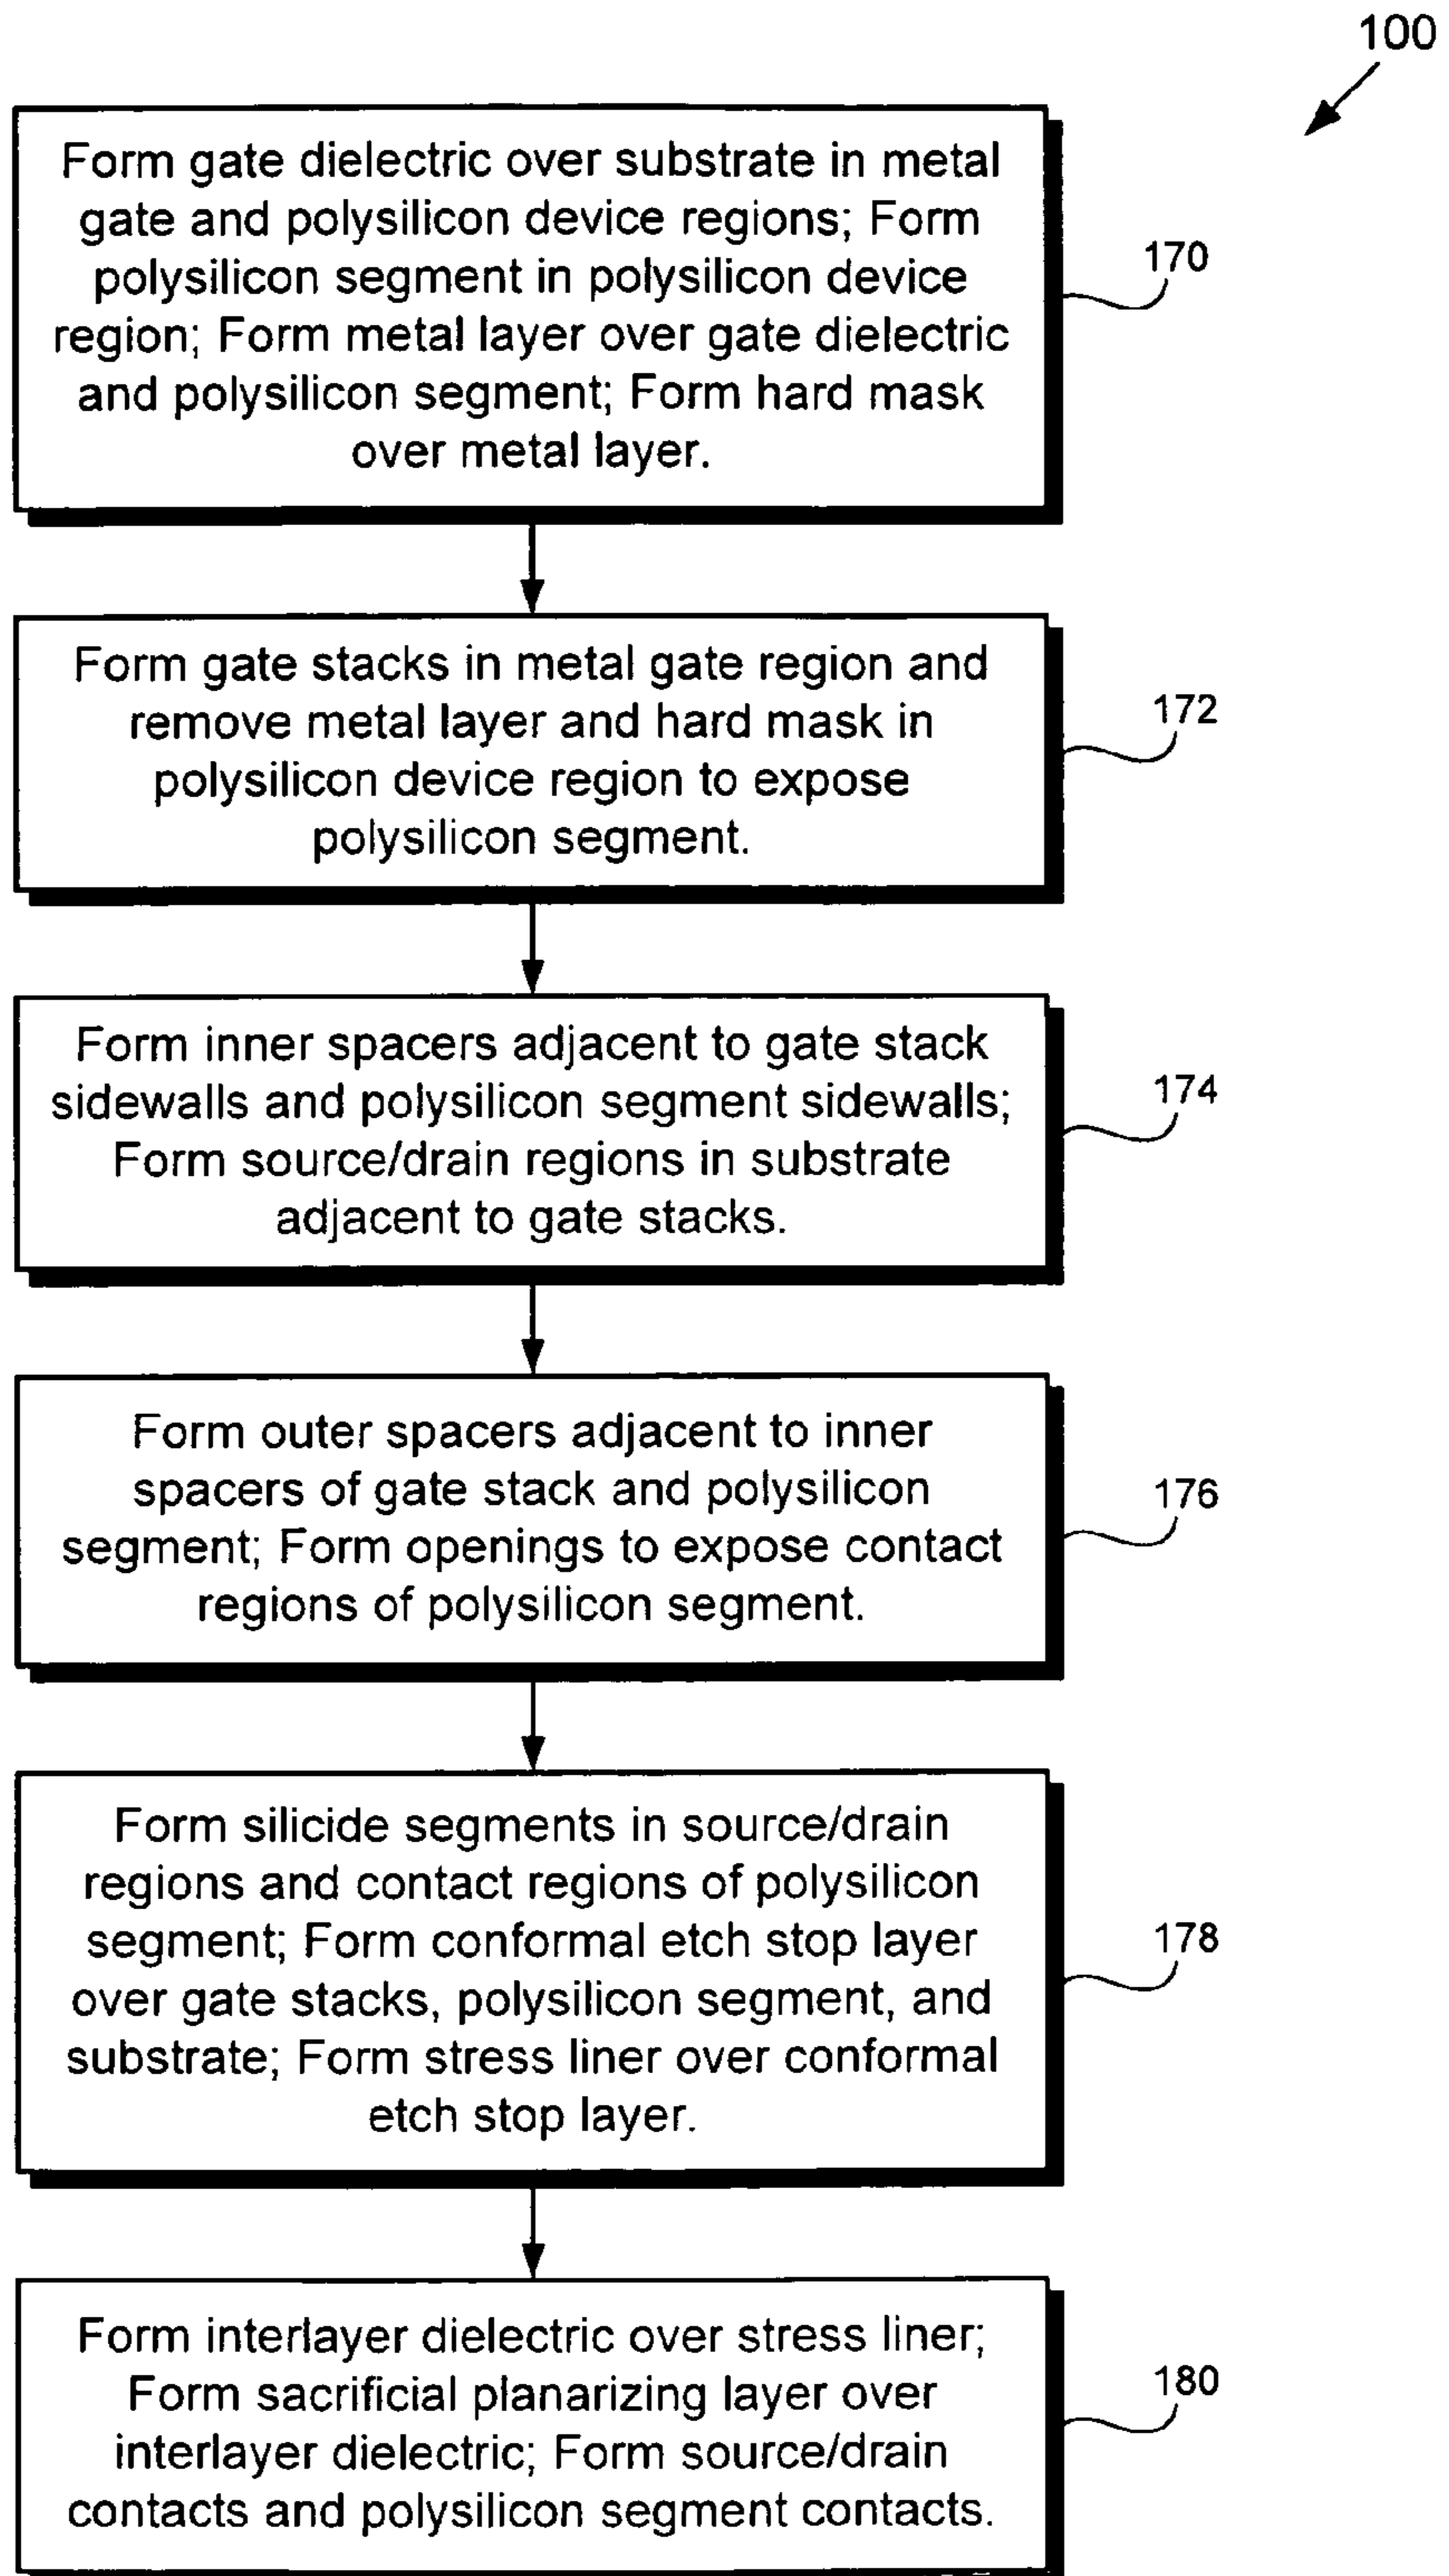 100
Form gate dielectric over substrate in metal
gate and polysilicon device regions; Form
polysilicon segment in polysilicon device
region; Form metal layer over gate dielectric
and polysilicon segment; Form hard mask
over metal layer.
170
Form gate stacks in metal gate region and
remove metal layer and hard mask in
polysilicon device region to expose
polysilicon segment.
172
Form inner spacers adjacent to gate stack
sidewalls and polysilicon segment sidewalls;
Form source/drain regions in substrate
adjacent to gate stacks.
174
Form outer spacers adjacent to inner
spacers of gate stack and polysilicon
segment; Form openings to expose contact
regions of polysilicon segment.
176
Form silicide segments in source/drain
regions and contact regions of polysilicon
segment; Form conformal etch stop layer
over gate stacks, polysilicon segment, and
substrate; Form stress liner over conformal
etch stop layer.
178
Form interlayer dielectric over stress liner;
Form sacrificial planarizing layer over
interlayer dielectric; Form source/drain
contacts and polysilicon segment contacts.
180